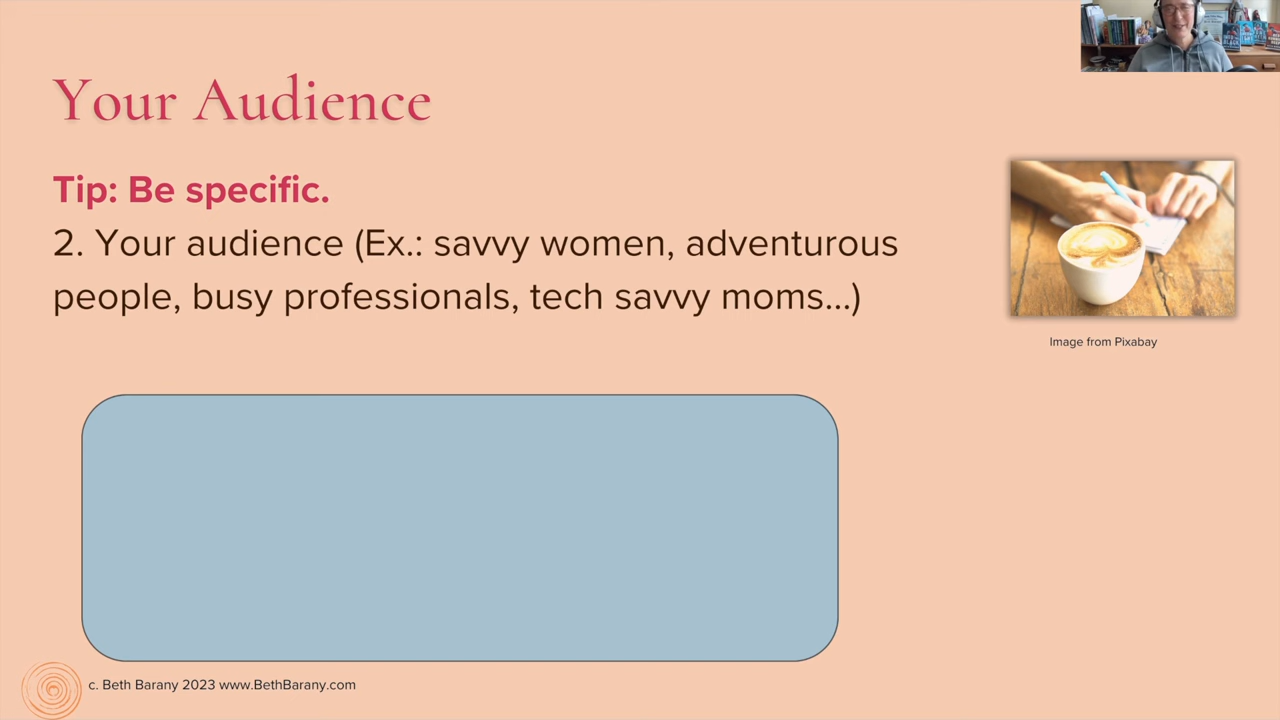 Your Audience
Tip: Be specific.
2. Your audience (Ex.: savvy women, adventurous
people, busy professionals, tech savvy moms...)
Image from Pixabay
c. Beth Barany 2023 www.BethBarany.com